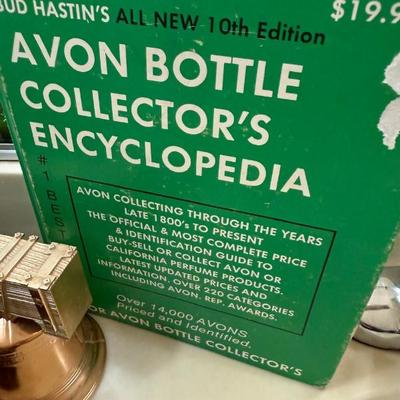 BUD HASTIN'S ALL NEW 10th Edition
$19.9
AVON BOTTLE
COLLECTOR'S
ENCYCLOPEDIA
#1 BEST
AVON COLLECTING THROUGH THE YEARS
LATE 1800's TO PRESENT
THE OFFICIAL & MOST COMPLETE PRICE
& IDENTIFICATION GUIDE TO
BUY-SELL OR COLLECT AVON OR
CALIFORNIA PERFUME PRODUCTS.
LATEST UPDATED PRICES AND
INFORMATION. OVER 220 CATEGORIES
INCLUDING AVON. REP. AWARDS.
Over 14,000 AVONS
Priced and identified.
OR AVON BOTTLE COLLECTOR'S